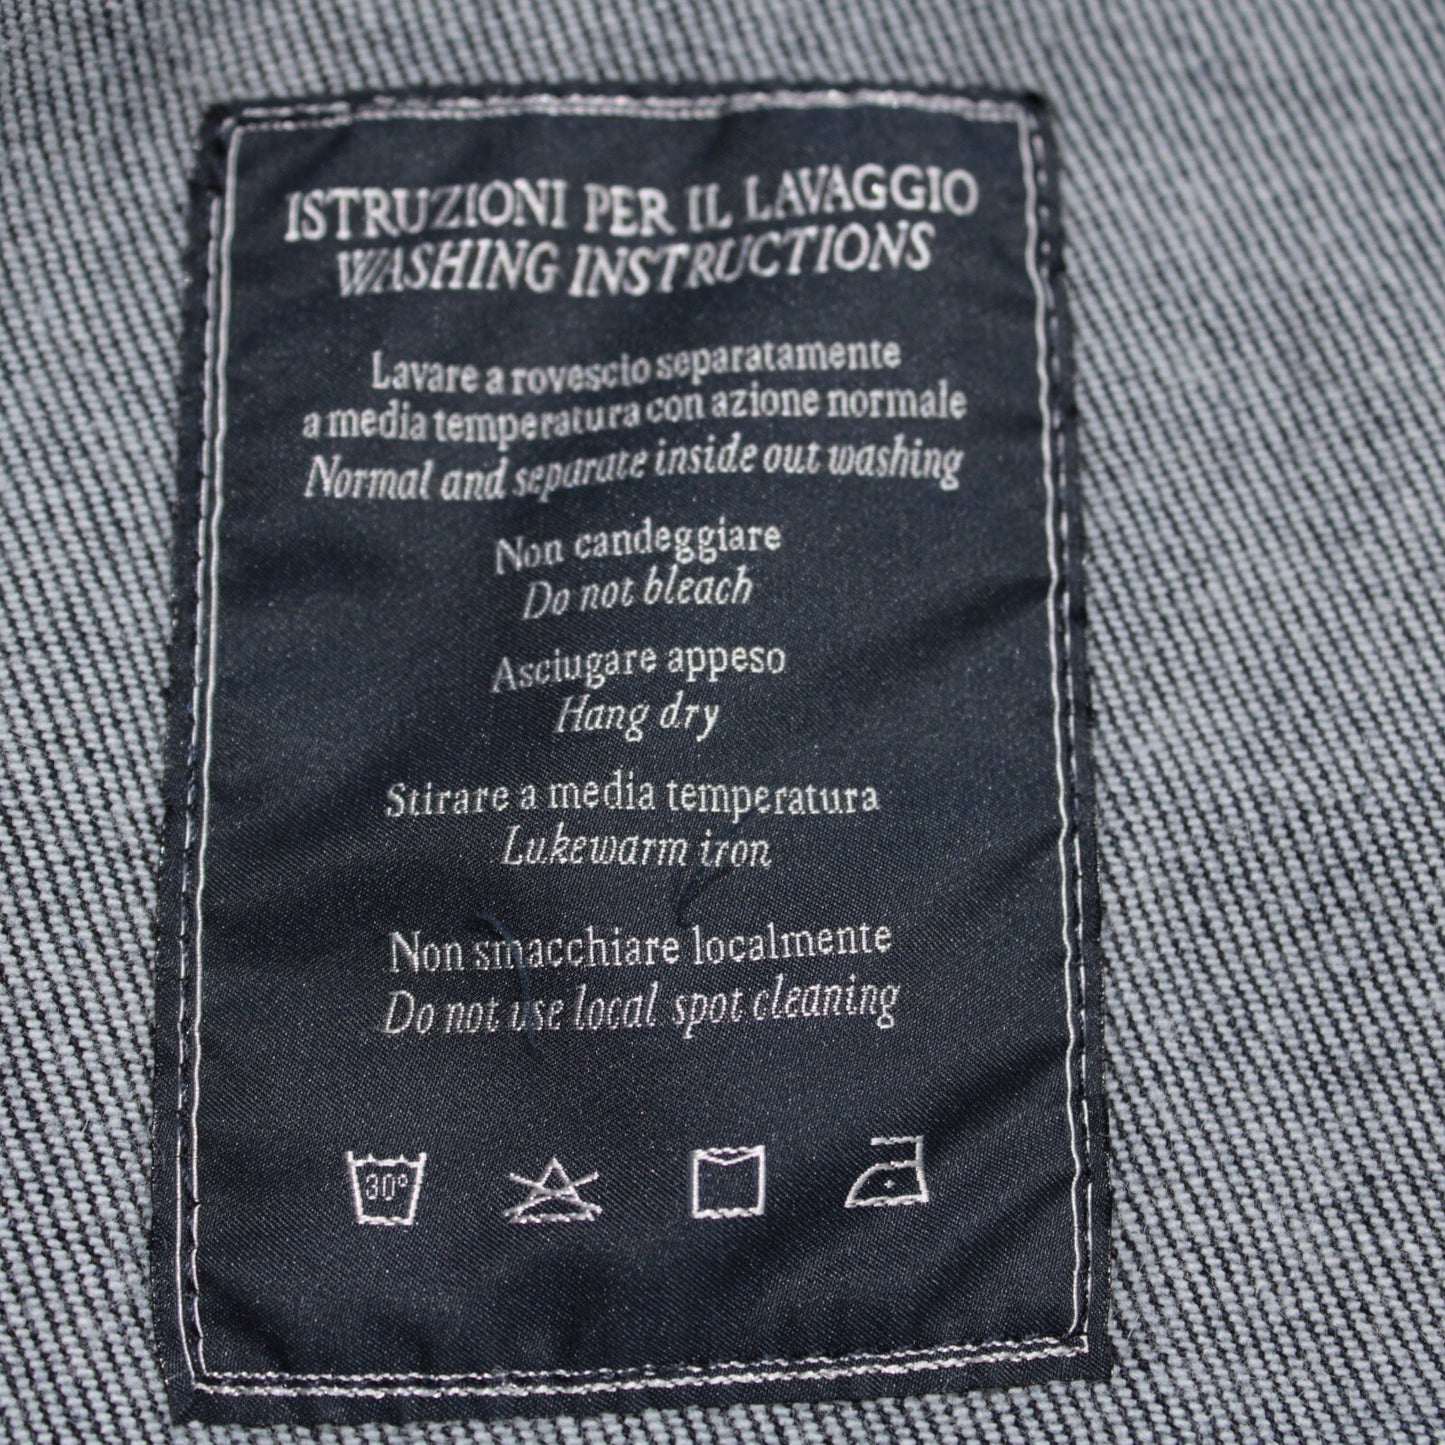 ISTRUZIONI PER IL LAVAGGIO
WASHING INSTRUCTIONS
Lavare a rovescio separatamente
a media temperatura con azione normale
Normal and separate inside out washing
Non candeggiare
Do not bleach
Asciugare appeso
Hang dry
Stirare a media temperatura
Lukewarm iron
Non smacchiare localmente
Do not use local spot cleaning
30°